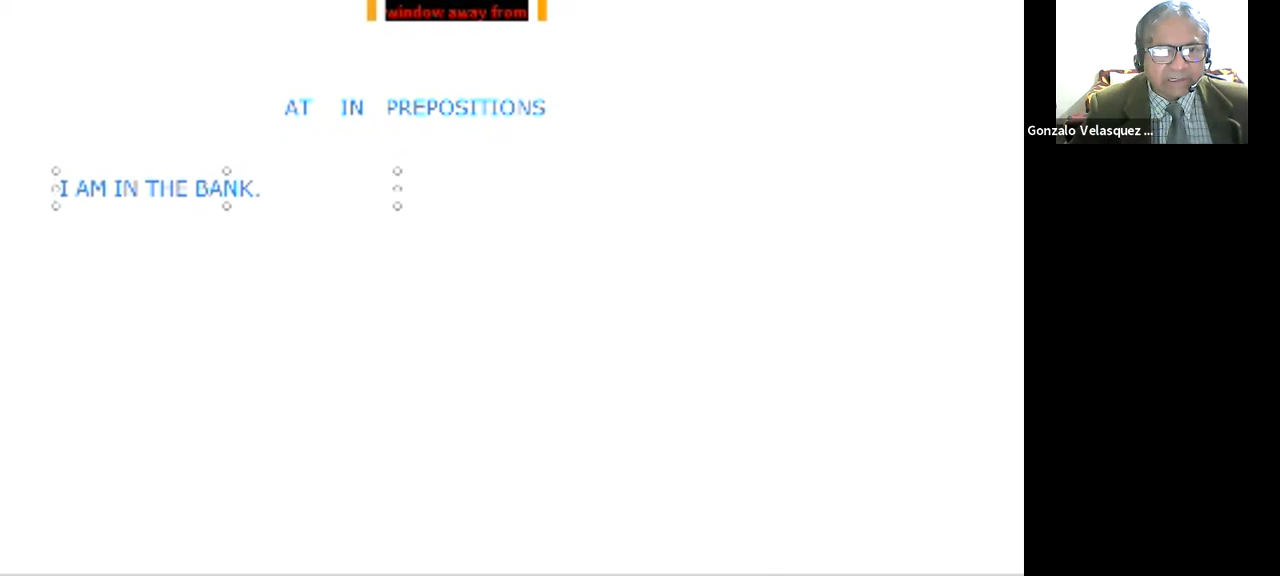 window away from
AT IN PREPOSITIONS
I AM IN THE BANK.
Gonzalo Velasquez ...